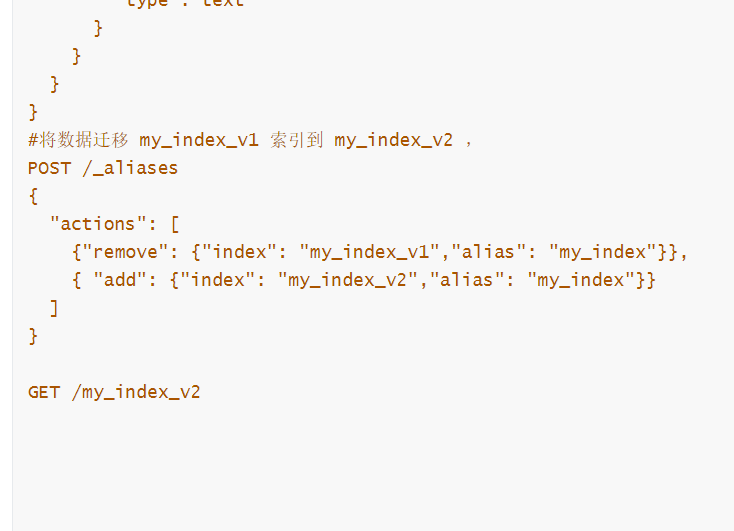 "type": "text"
}
}
}
}
#将数据迁移 my_index_v1 索引到 my_index_v2 ，
POST /_aliases
{
"actions": [
{"remove": {"index": "my_index_v1","alias": "my_index"}},
{ "add": {"index": "my_index_v2","alias": "my_index"}}
]
}
GET /my_index_v2